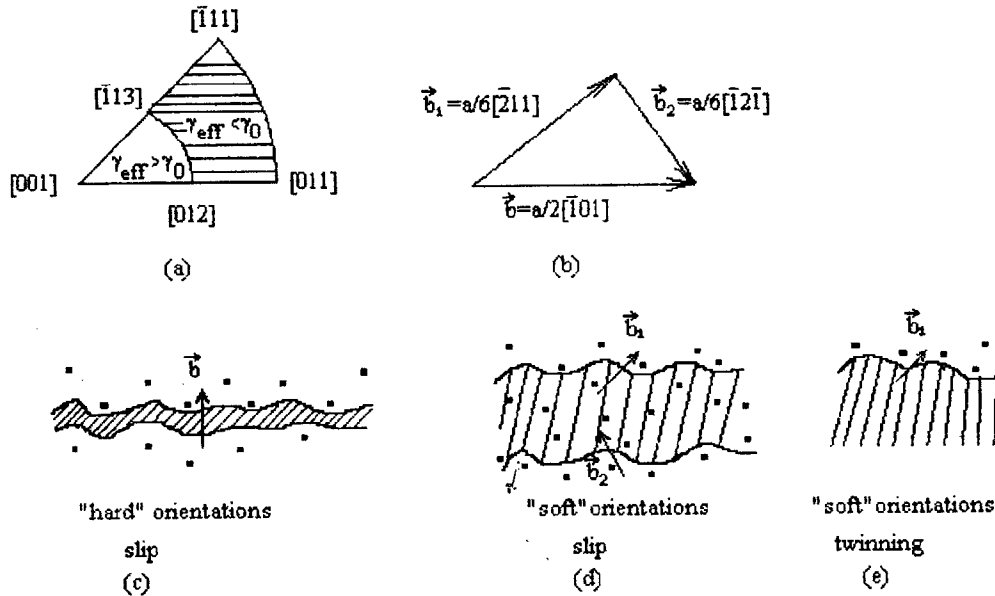 [1̄11]
[1̄13]
γeff<γ0
γeff>γ0
[001]
[011]
[012]
(a)
b⃗1=a/6[2̄11]
b⃗2=a/6[1̄21̄]
b⃗=a/2[1̄01]
(b)
b⃗
"hard" orientations
slip
(c)
b⃗1
b⃗2
"soft"orientations
slip
(d)
b⃗1
"soft"orientations
twinning
(e)